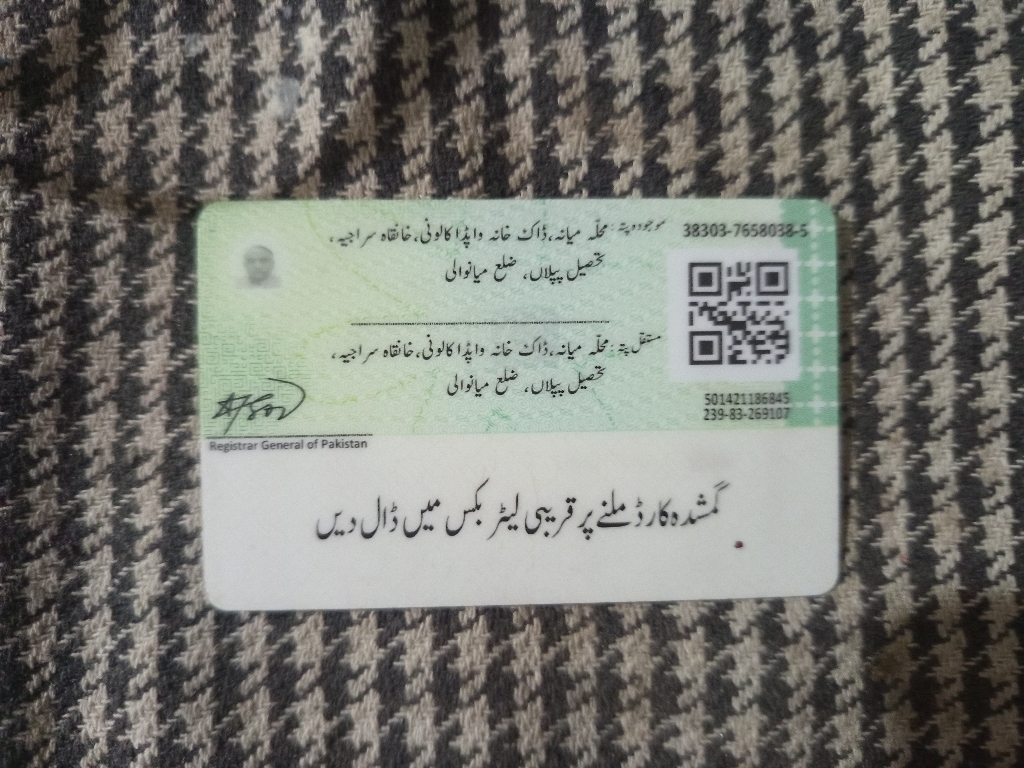 موجودہ پتہ: محلّہ میانہ، ڈاک خانہ واپڈا کالونی، خانقاہ سراجیہ،
تحصیل پپلاں، ضلع میانوالی
38303-7658038-5
مستقل پتہ: محلّہ میانہ، ڈاک خانہ واپڈا کالونی، خانقاہ سراجیہ،
تحصیل پپلاں، ضلع میانوالی
501421186845
239-83-269107
Registrar General of Pakistan
گمشدہ کارڈ ملنے پر قریبی لیٹر بکس میں ڈال دیں